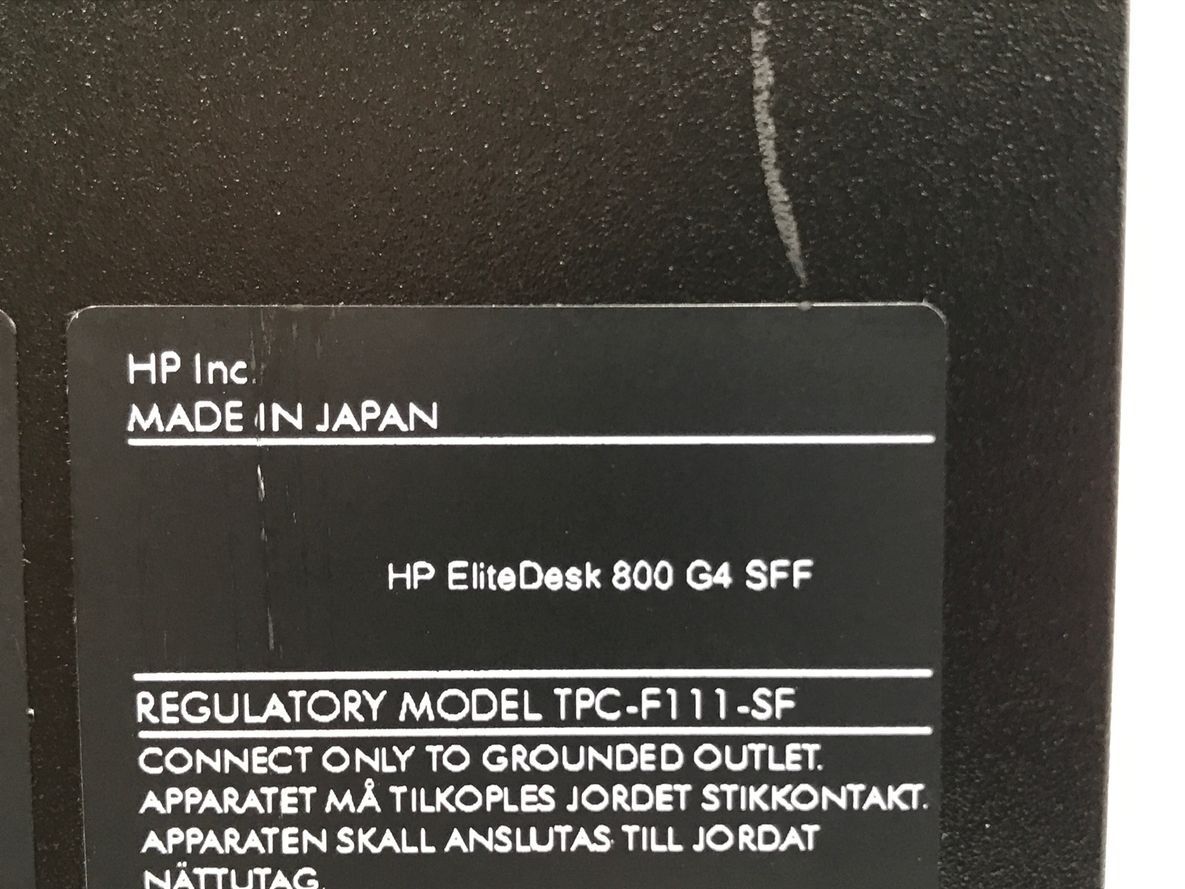 HP Inc.
MADE IN JAPAN
HP EliteDesk 800 G4 SFF
REGULATORY MODEL TPC-F111-SF
CONNECT ONLY TO GROUNDED OUTLET.
APPARATET MÅ TILKOPLES JORDET STIKKONTAKT.
APPARATEN SKALL ANSLUTAS TILL JORDAT
NÄTTUTAG.